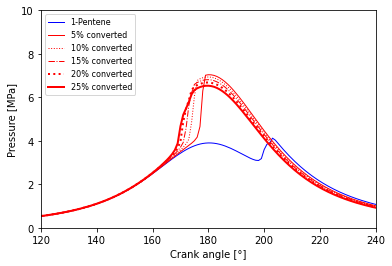 10
8
6
4
2
0
Pressure [MPa]
1-Pentene
5% converted
10% converted
15% converted
20% converted
25% converted
120 140 160 180 200 220 240
Crank angle [°]